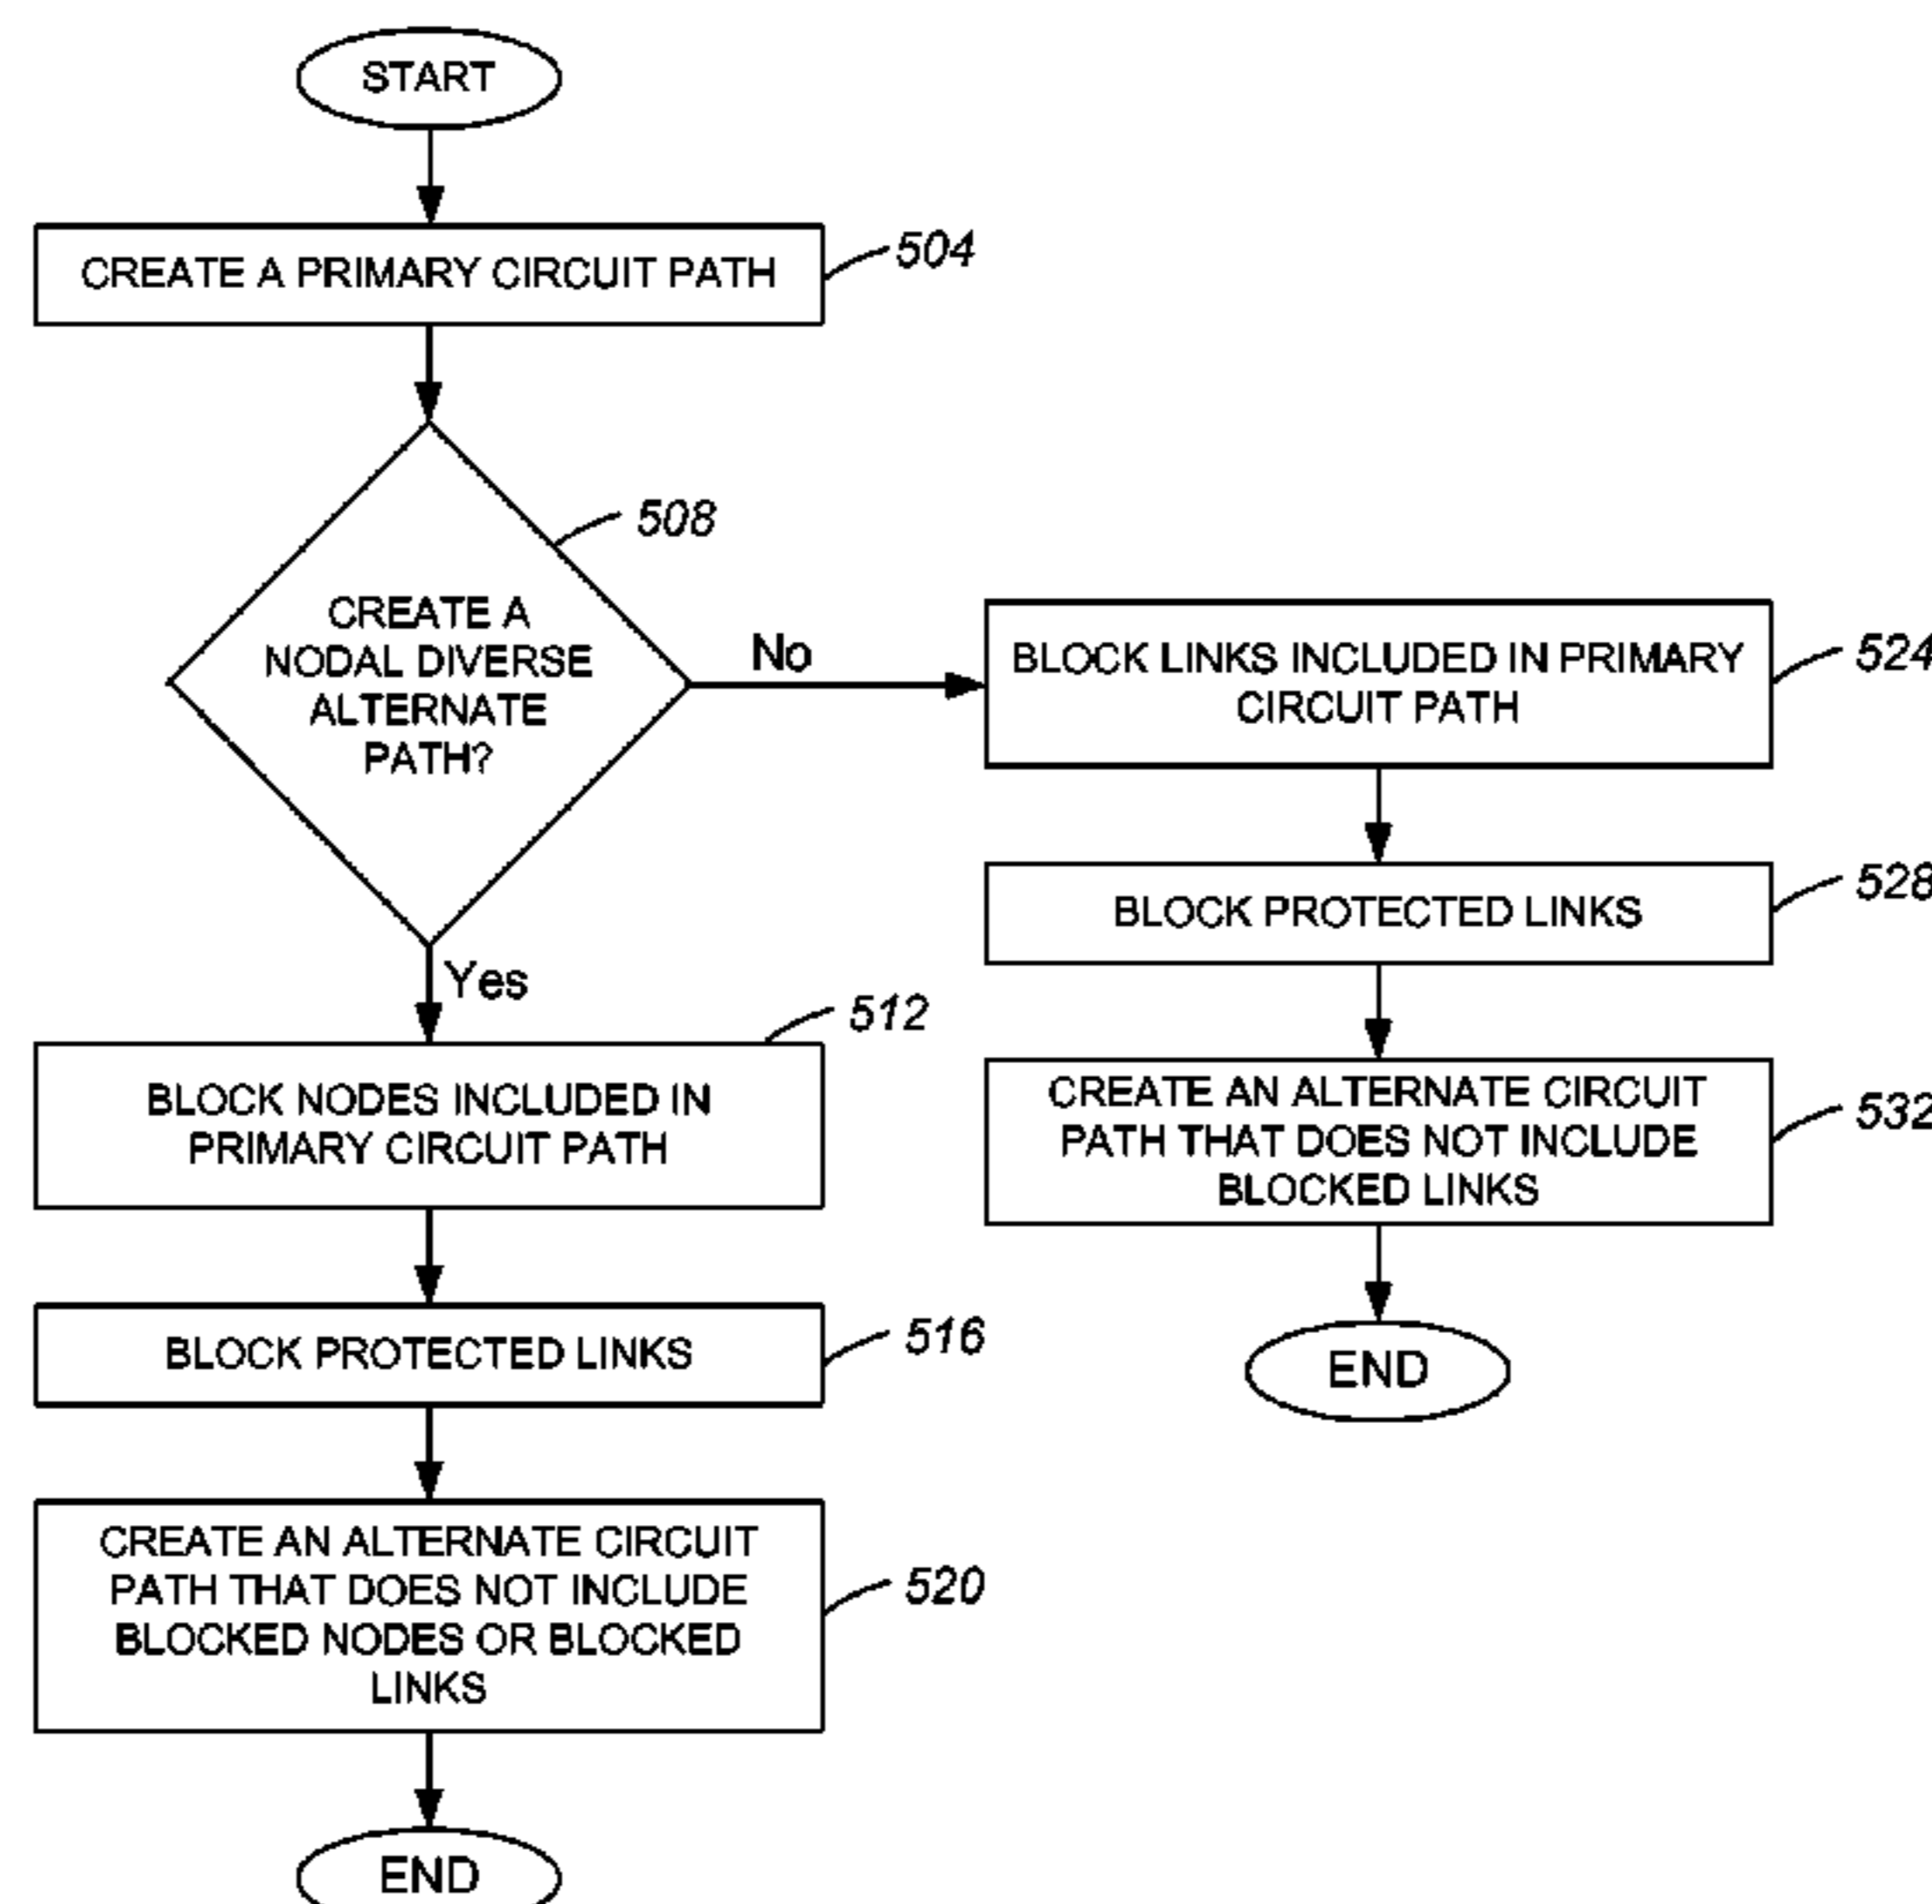 START
CREATE A PRIMARY CIRCUIT PATH
504
508
CREATE A
NODAL DIVERSE
ALTERNATE
PATH?
No
Yes
BLOCK LINKS INCLUDED IN PRIMARY
CIRCUIT PATH
524
BLOCK PROTECTED LINKS
528
CREATE AN ALTERNATE CIRCUIT
PATH THAT DOES NOT INCLUDE
BLOCKED LINKS
532
END
512
BLOCK NODES INCLUDED IN
PRIMARY CIRCUIT PATH
BLOCK PROTECTED LINKS
516
CREATE AN ALTERNATE CIRCUIT
PATH THAT DOES NOT INCLUDE
BLOCKED NODES OR BLOCKED
LINKS
520
END